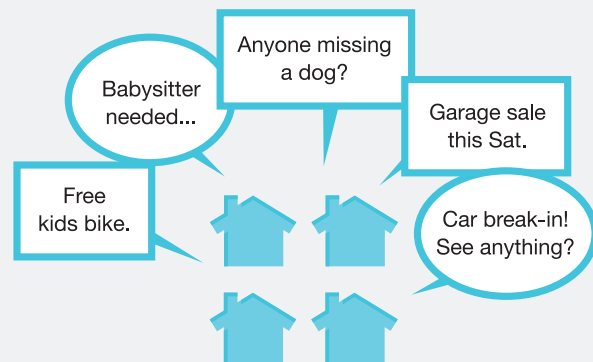 Anyone missing
a dog?
Babysitter
needed...
Garage sale
this Sat.
Free
kids bike.
Car break-in!
See anything?